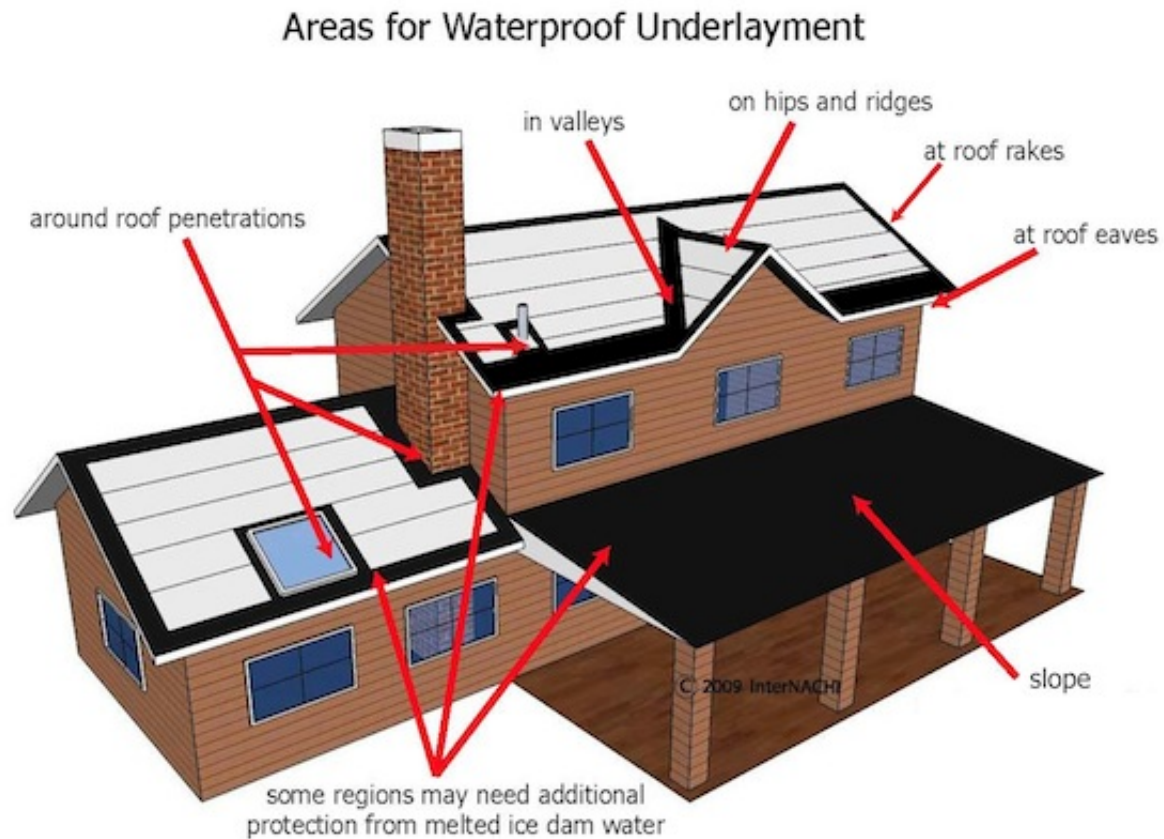 Areas for Waterproof Underlayment
on hips and ridges
in valleys
at roof rakes
around roof penetrations
at roof eaves
slope
© 2009 InterNACHI
some regions may need additional
protection from melted ice dam water